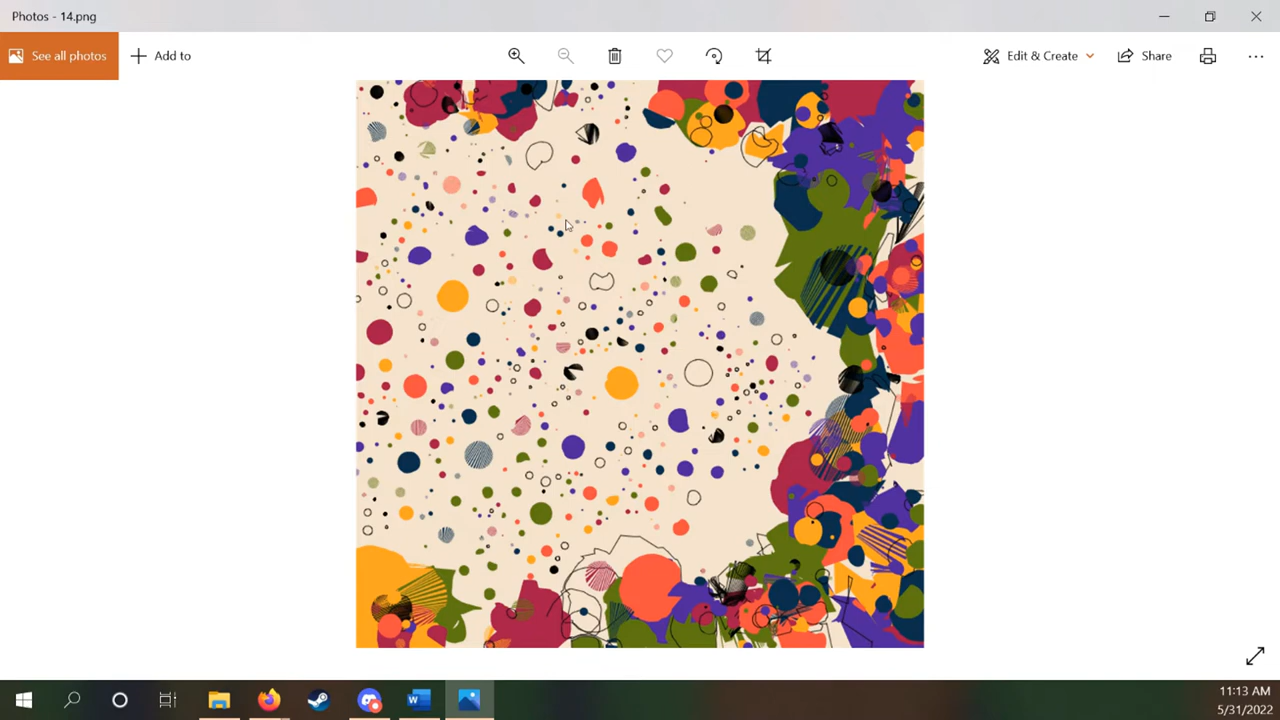 Photos - 14.png
See all photos
Add to
Edit & Create
Share
11:13 AM
5/31/2022